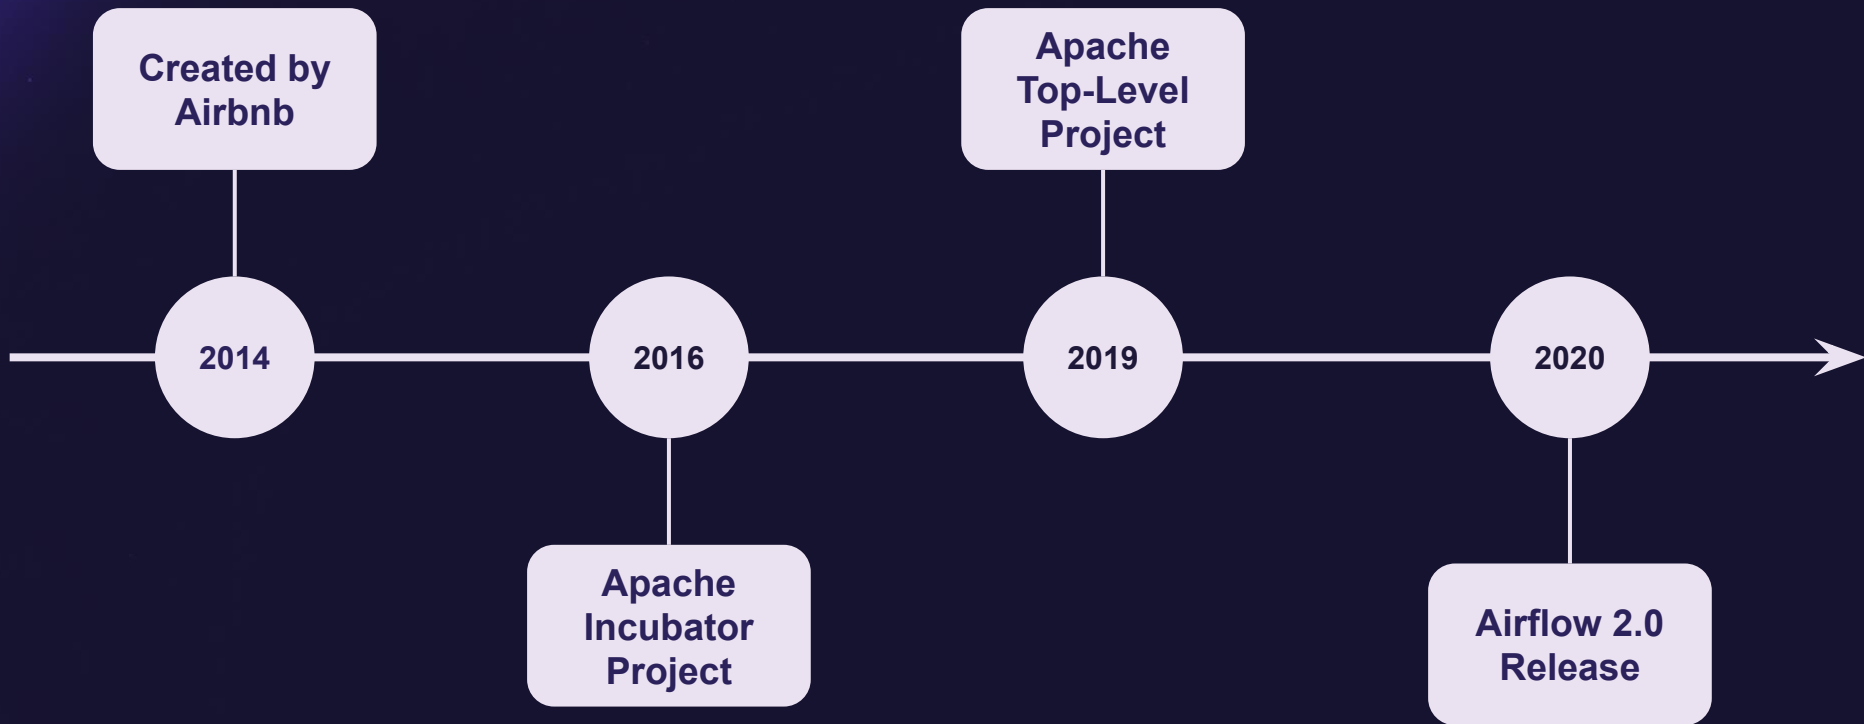 Created by
Airbnb
Apache
Top-Level
Project
2014
2016
2019
2020
Apache
Incubator
Project
Airflow 2.0
Release